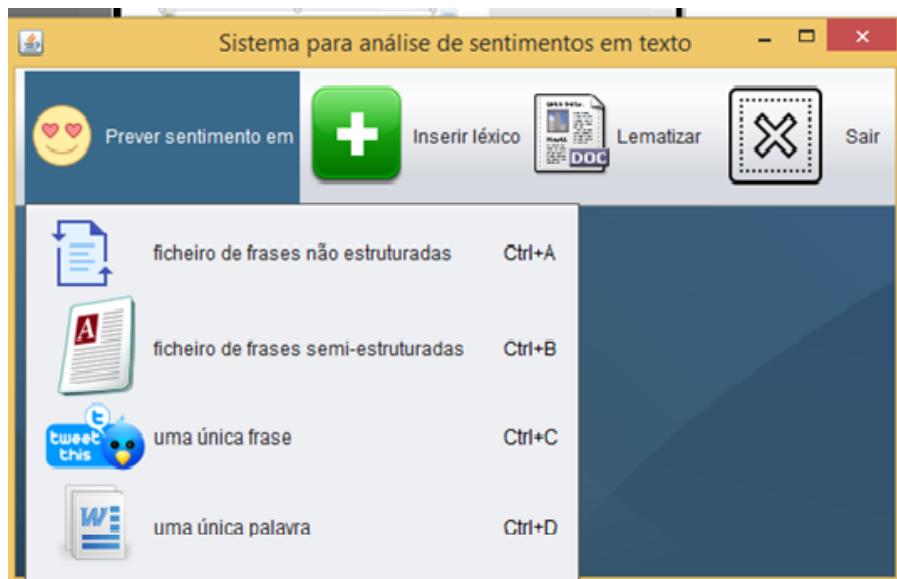 Sistema para análise de sentimentos em texto
Prever sentimento em
Inserir léxico
DOC
Lematizar
Sair
ficheiro de frases não estruturadas Ctrl+A
A
ficheiro de frases semi-estruturadas Ctrl+B
t
tweet
this
uma única frase Ctrl+C
W
uma única palavra Ctrl+D